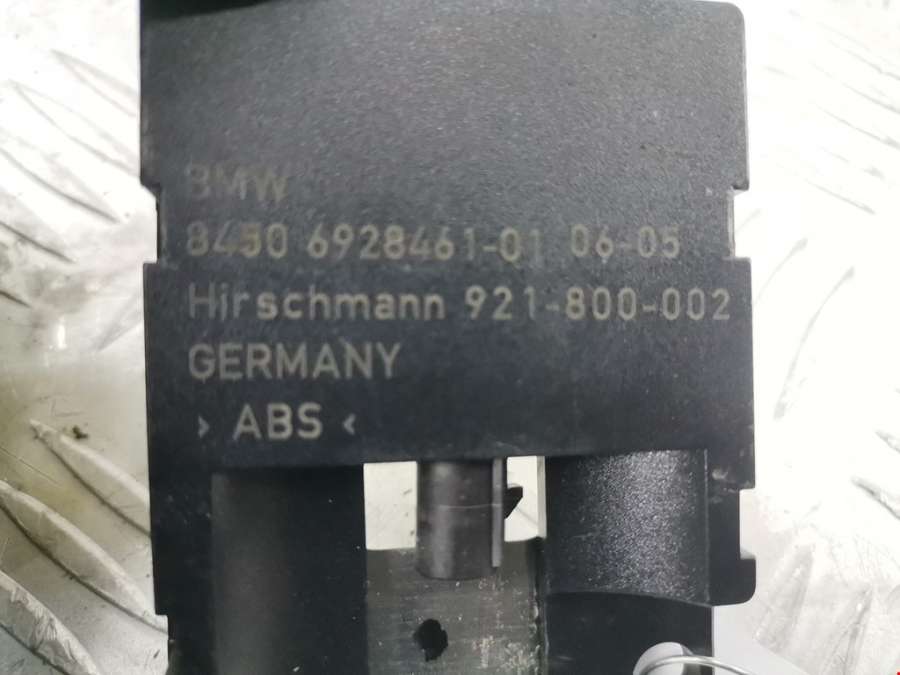 BMW
8450 6928461-01 06-05
Hirschmann 921-800-002
GERMANY
› ABS ‹